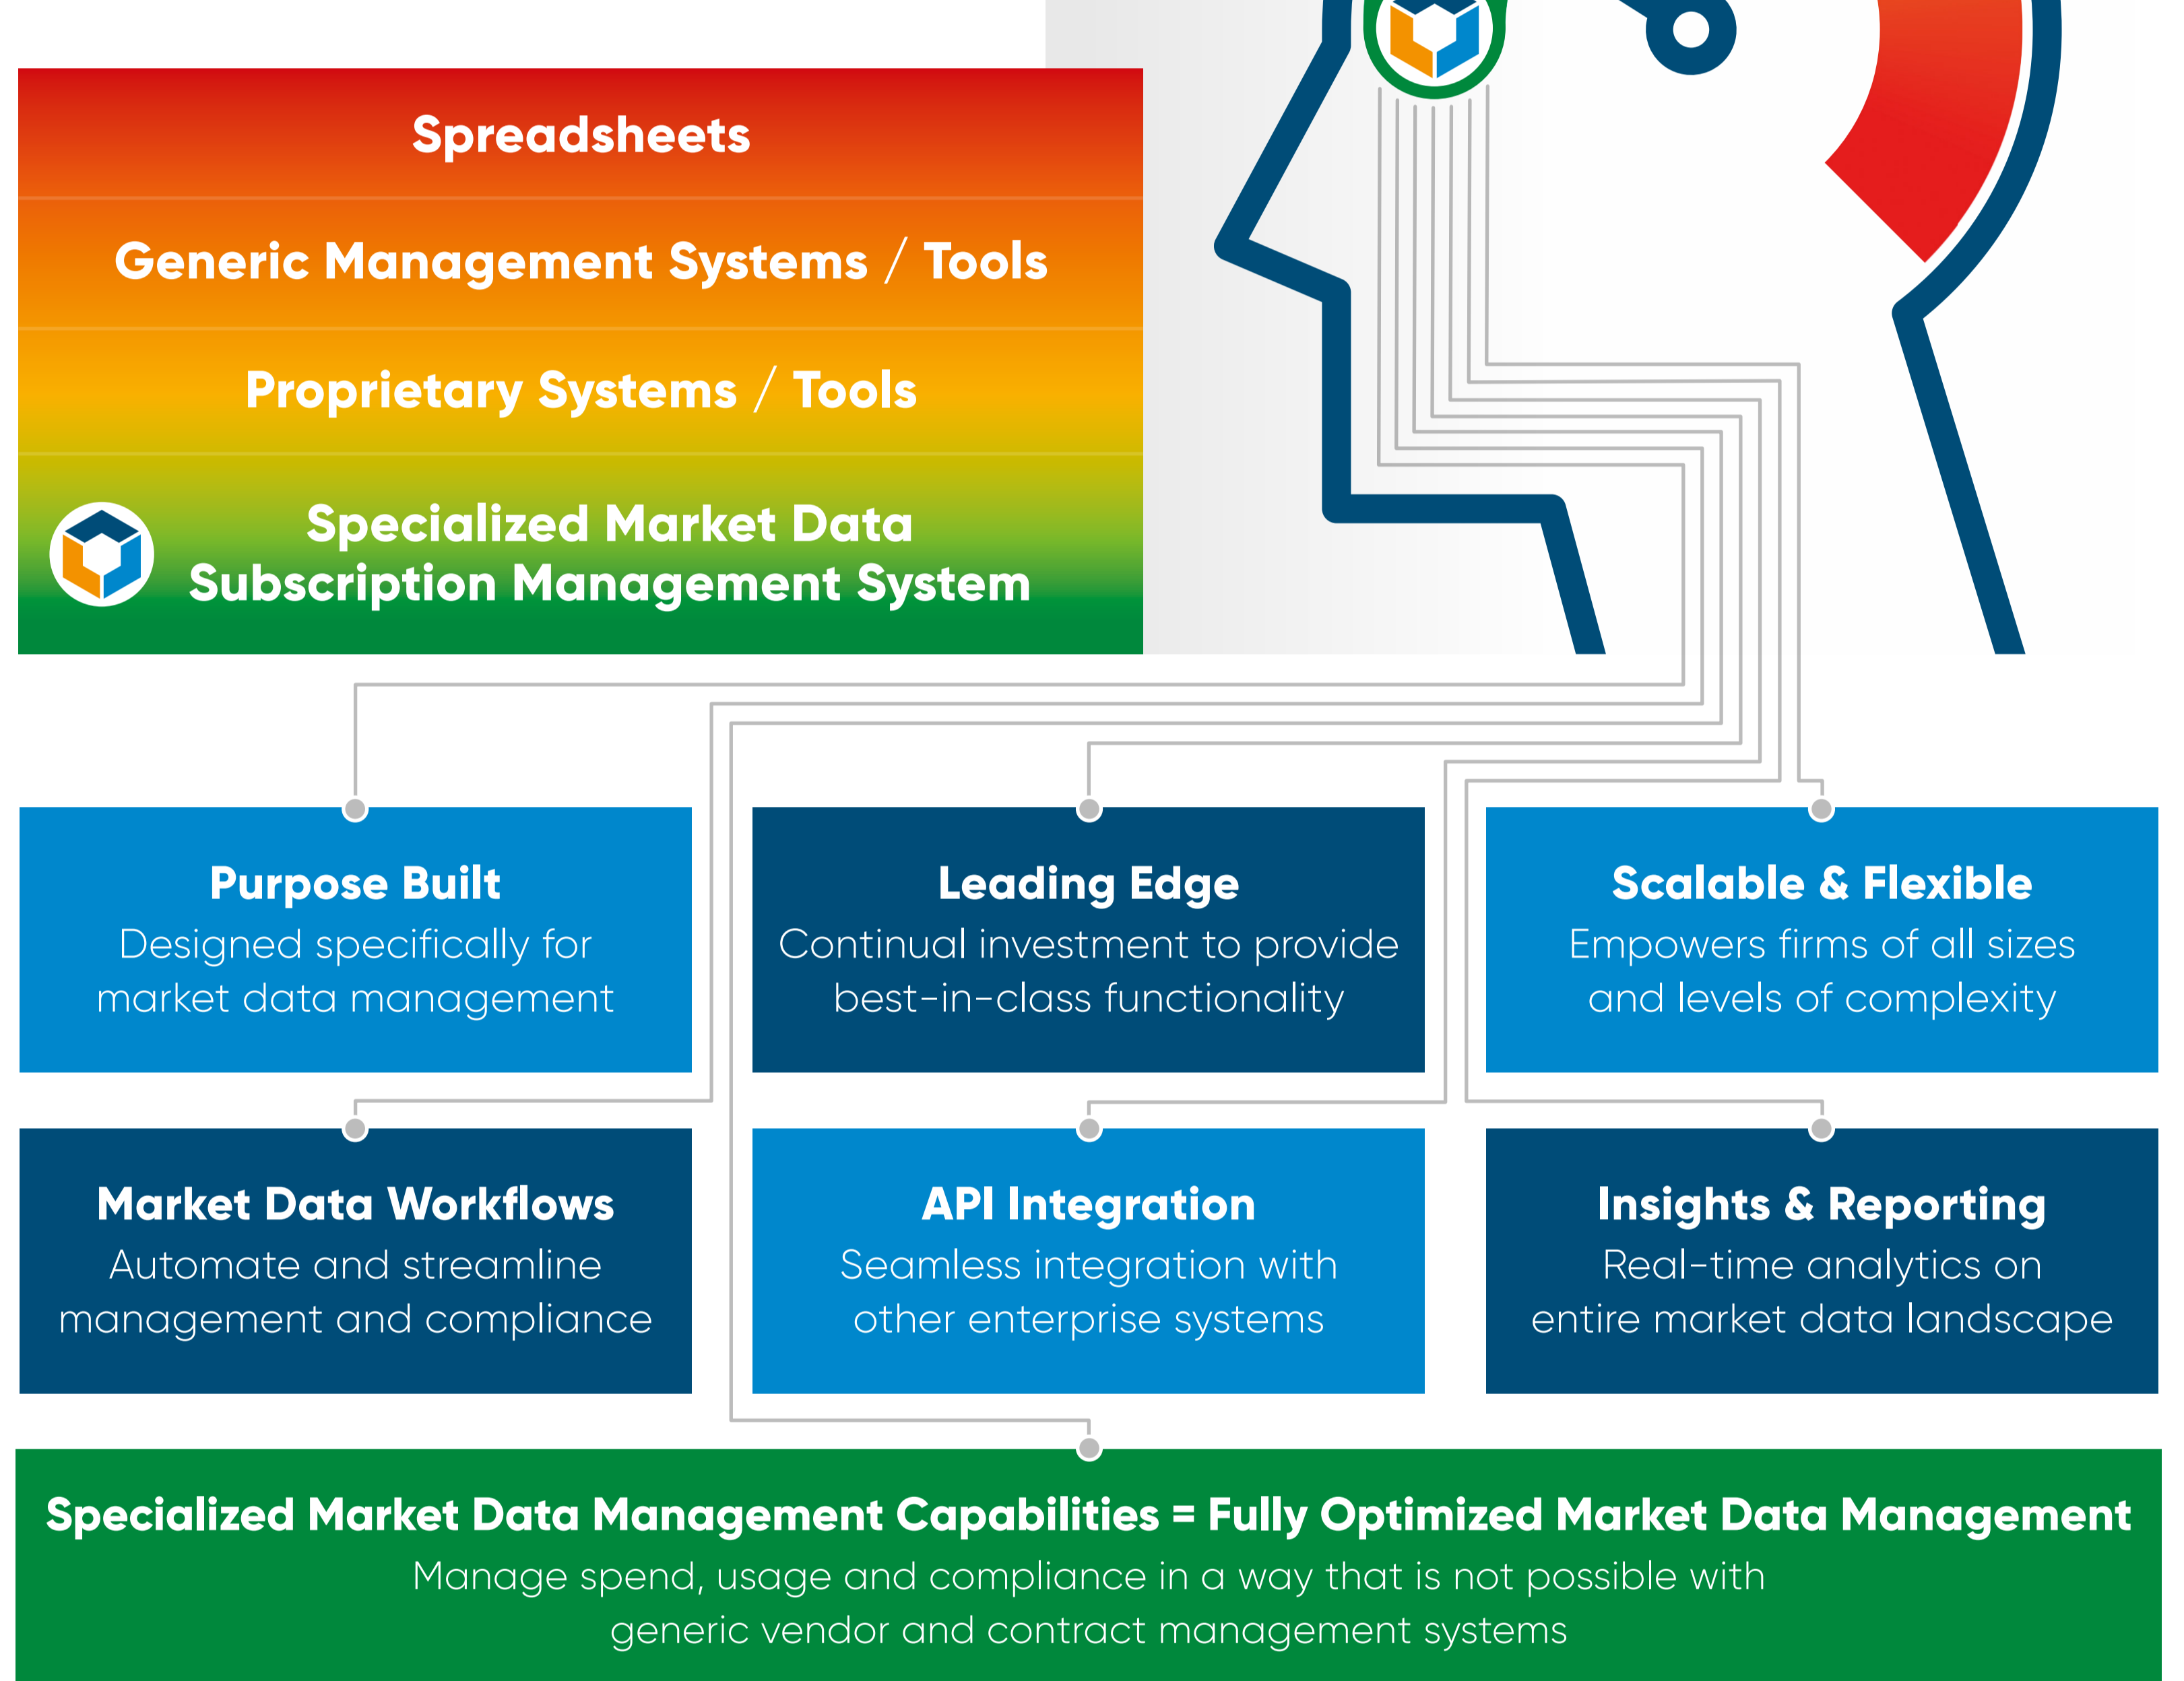 Spreadsheets
Generic Management Systems / Tools
Proprietary Systems / Tools
Specialized Market Data
Subscription Management System
Purpose Built
Designed specifically for
market data management
Leading Edge
Continual investment to provide
best-in-class functionality
Scalable & Flexible
Empowers firms of all sizes
and levels of complexity
Market Data Workflows
Automate and streamline
management and compliance
API Integration
Seamless integration with
other enterprise systems
Insights & Reporting
Real-time analytics on
entire market data landscape
Specialized Market Data Management Capabilities = Fully Optimized Market Data Management
Manage spend, usage and compliance in a way that is not possible with
generic vendor and contract management systems